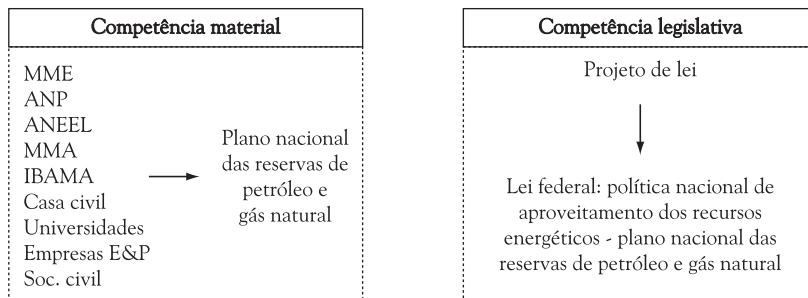 Competência material
MME
ANP
ANEEL
MMA
IBAMA
Casa civil
Universidades
Empresas E&P
Soc. civil
Plano nacional
das reservas de
petróleo e
gás natural
Competência legislativa
Projeto de lei
Lei federal: política nacional de
aproveitamento dos recursos
energéticos - plano nacional das
reservas de petróleo e gás natural